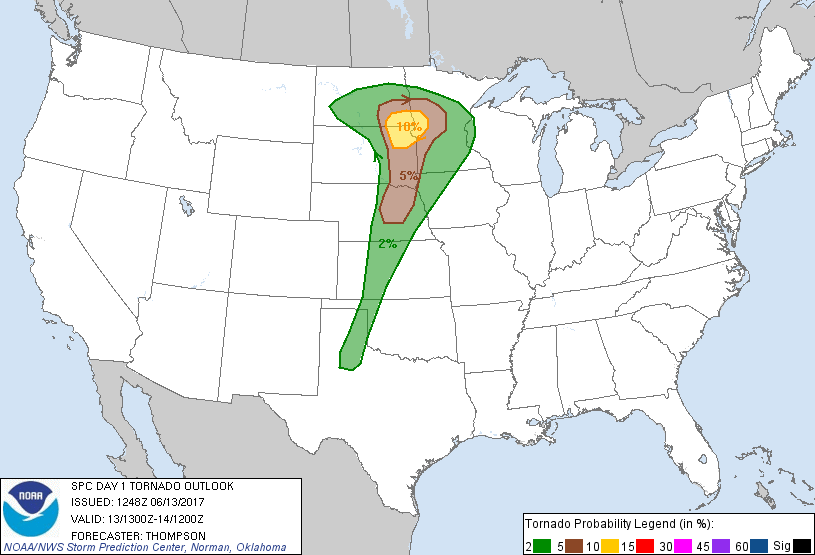 10%
5%
2%
NOAA
SPC DAY 1 TORNADO OUTLOOK
ISSUED: 1248Z 06/13/2017
VALID: 13/1300Z-14/1200Z
FORECASTER: THOMPSON
NOAA/NWS Storm Prediction Center, Norman, Oklahoma
Tornado Probability Legend (in %):
2 5 10 15 30 45 60 Sig